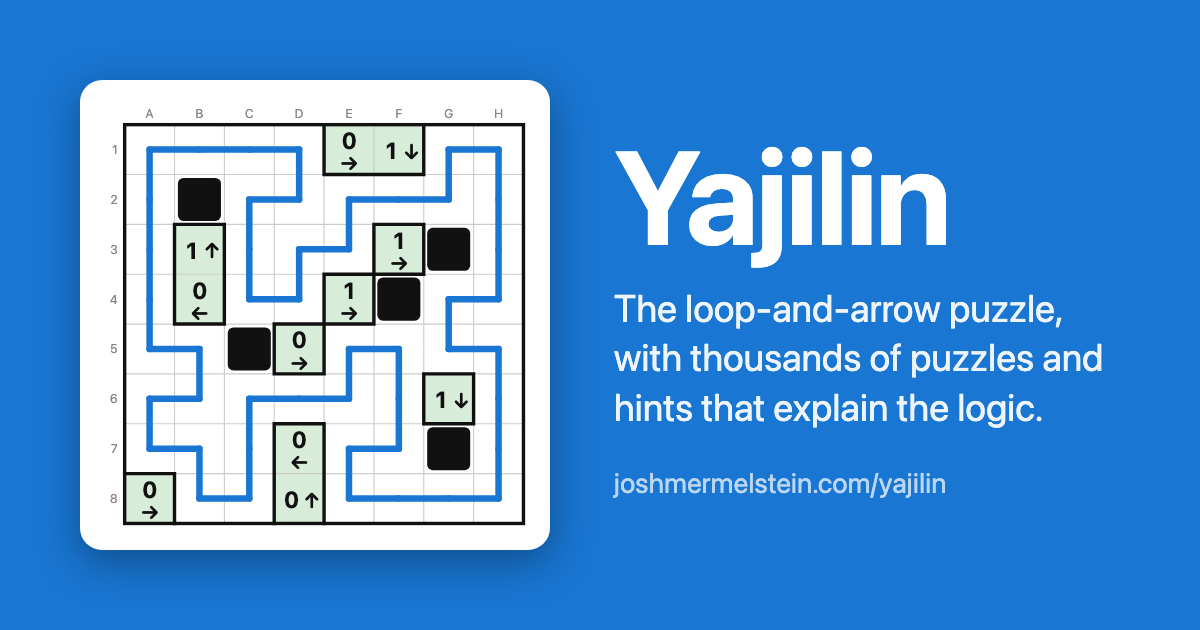 A B C D E F G H
1 0 → 1 ↓
2
3 1 ↑ 1 →
4 0 ← 1 →
5 0 →
6 1 ↓
7 0 ←
8 0 → 0 ↑
Yajilin
The loop-and-arrow puzzle,
with thousands of puzzles and
hints that explain the logic.
joshmermelstein.com/yajilin